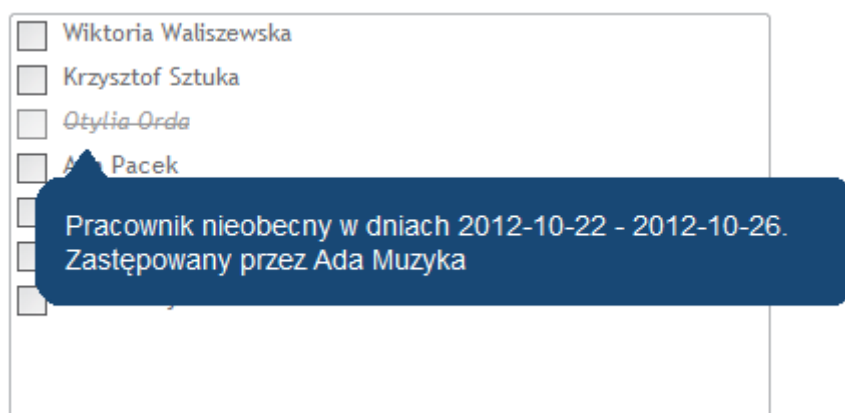 Wiktoria Waliszewska
Krzysztof Sztuka
Otylia Orda
Pacek
Pracownik nieobecny w dniach 2012-10-22 - 2012-10-26.
Zastępowany przez Ada Muzyka